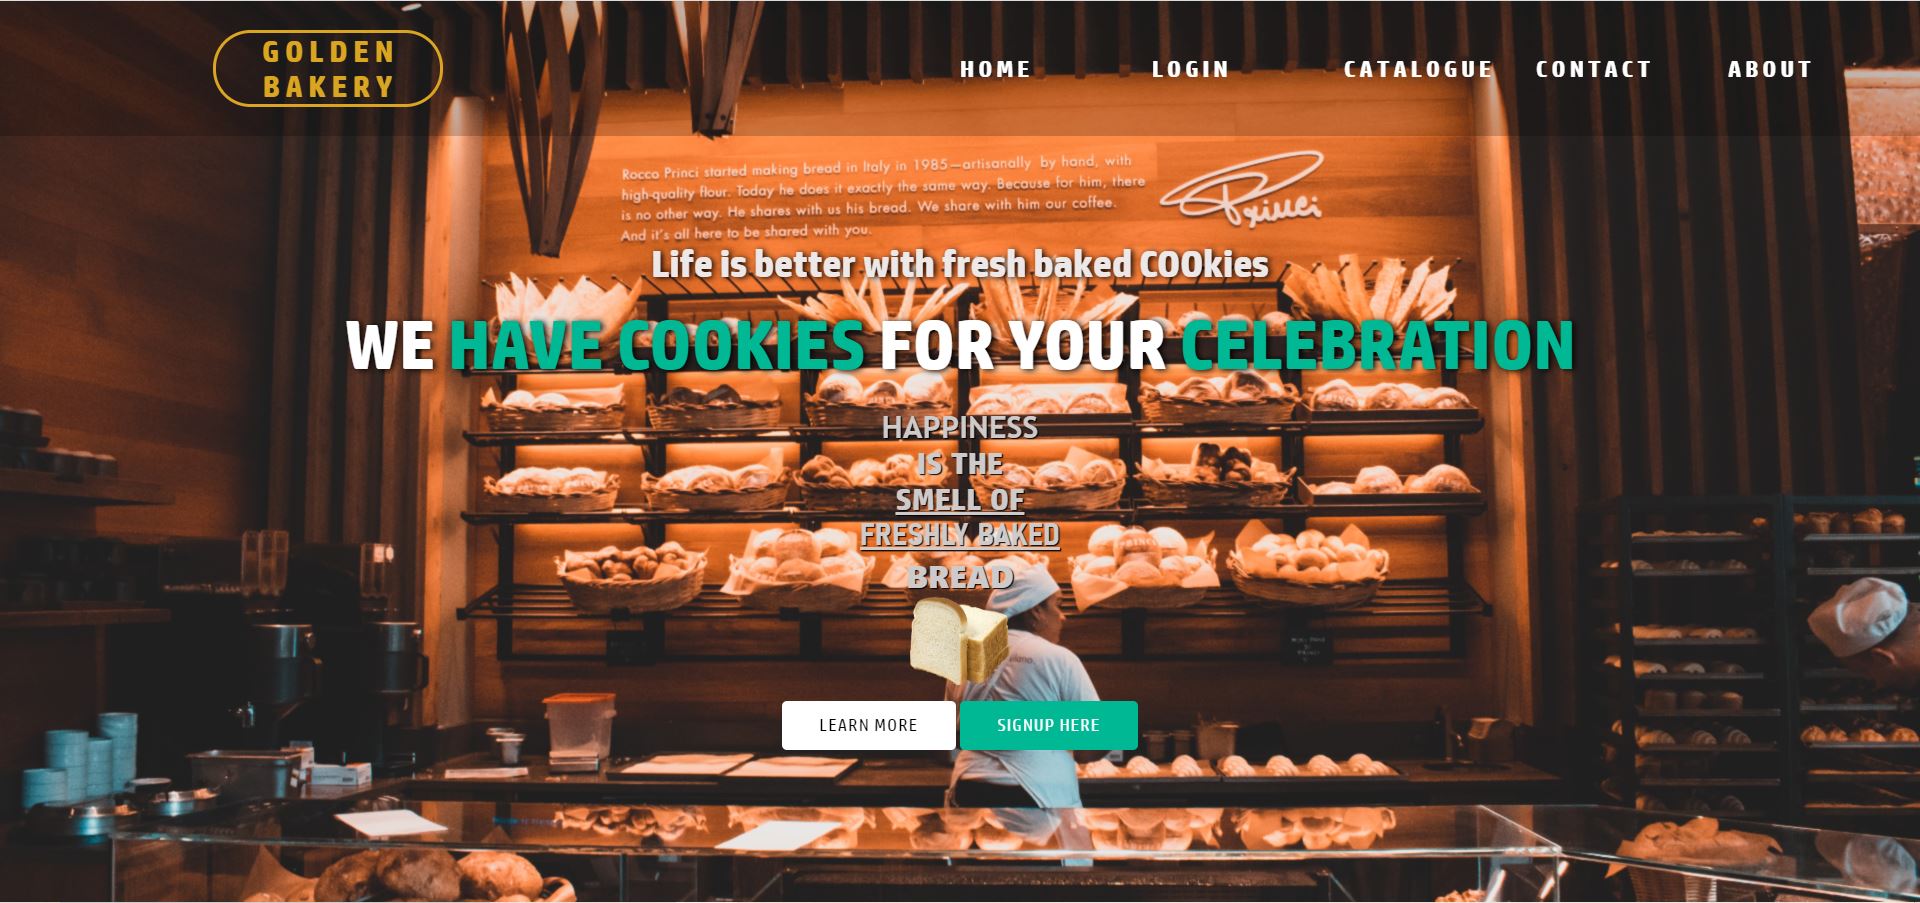 GOLDEN
BAKERY
HOME
LOGIN
CATALOGUE
CONTACT
ABOUT
Rocco Princi started making bread in Italy in 1985—artisanally by hand, with
high-quality flour. Today he does it exactly the same way. Because for him, there
is no other way. He shares with us his bread. We share with him our coffee.
And it's all here to be shared with you.
Princi
Life is better with fresh baked COOkies
WE HAVE COOKIES FOR YOUR CELEBRATION
HAPPINESS
IS THE
SMELL OF
FRESHLY BAKED
BREAD
LEARN MORE
SIGNUP HERE